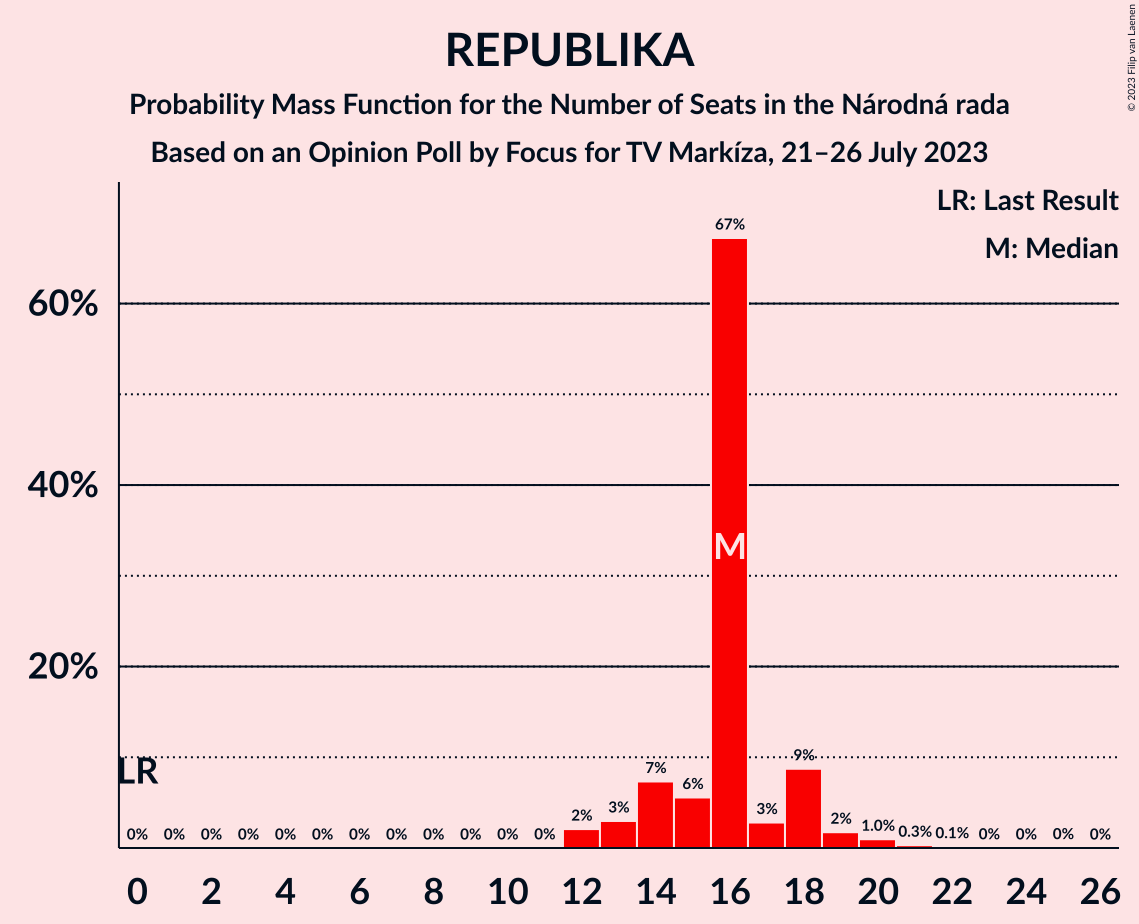 REPUBLIKA
Probability Mass Function for the Number of Seats in the Národná rada
Based on an Opinion Poll by Focus for TV Markíza, 21–26 July 2023
© 2023 Filip van Laenen
LR: Last Result
M: Median
67%
60%
M
40%
20%
LR
0% 0% 0% 0% 0% 0% 0% 0% 0% 0% 0% 0% 2% 3% 7% 6% 3% 9% 2% 1.0% 0.3% 0.1% 0% 0% 0% 0%
0 2 4 6 8 10 12 14 16 18 20 22 24 26